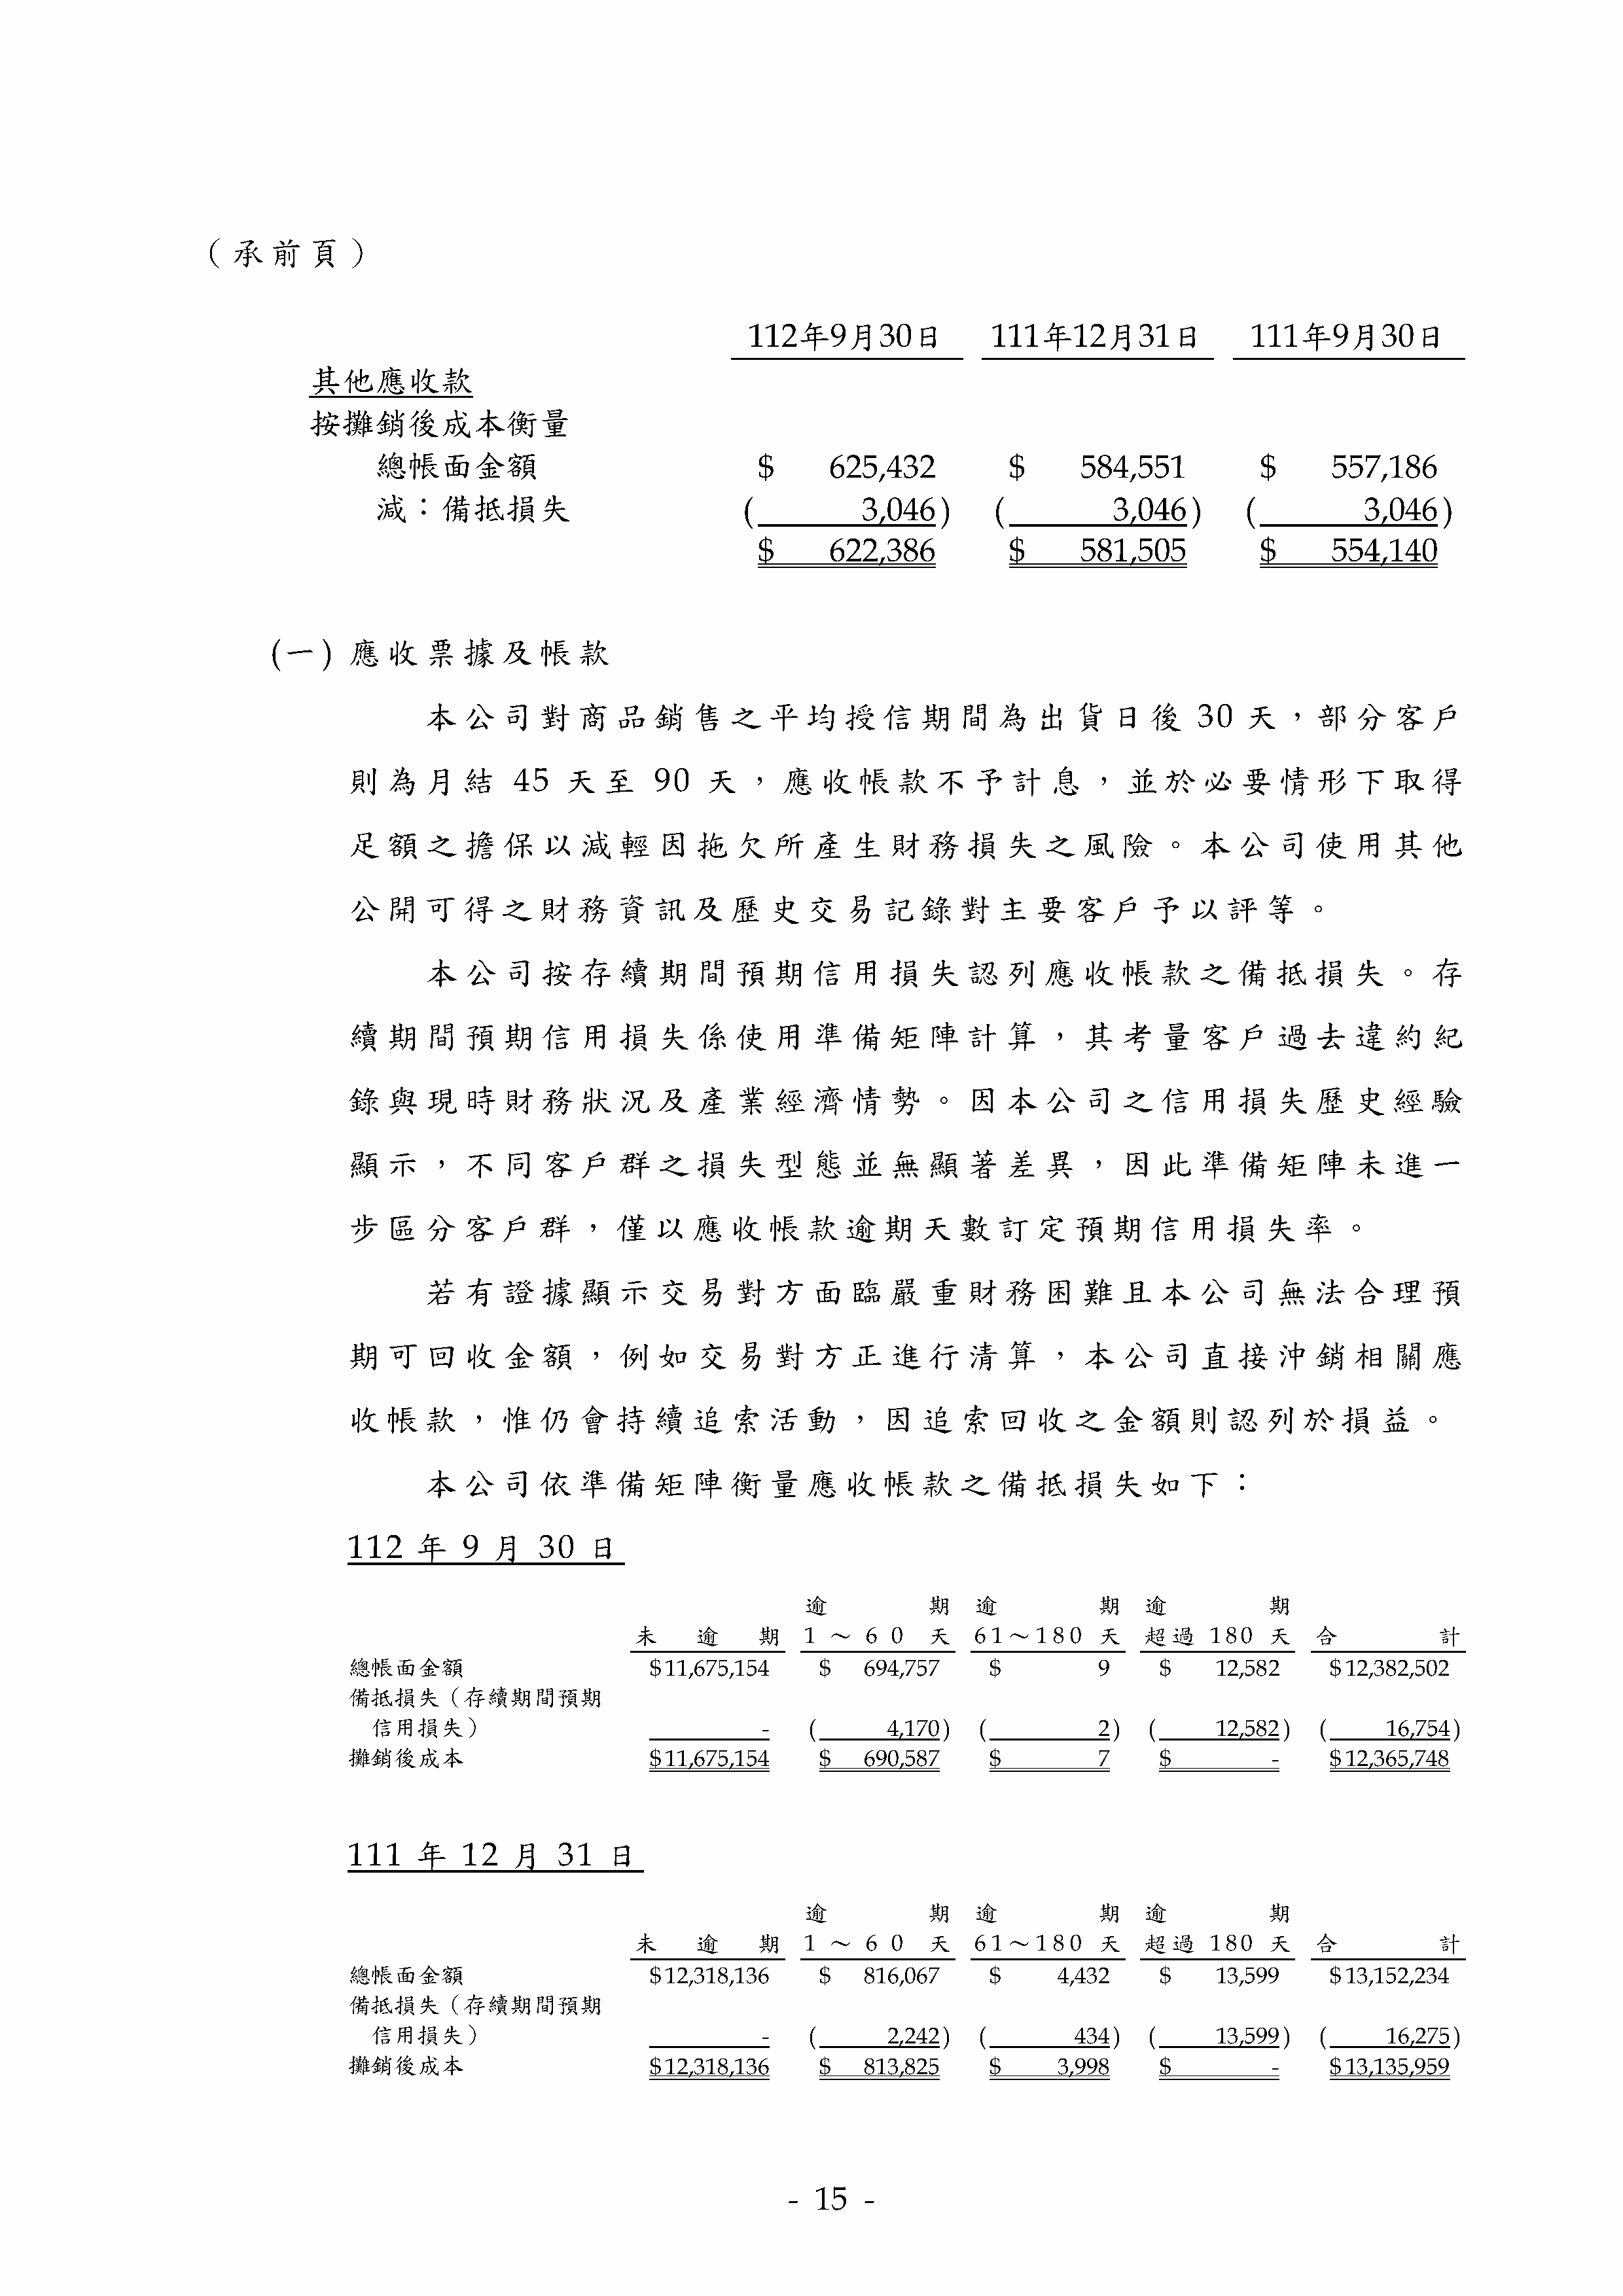 （承前頁）
112年9月30日 111年12月31日 111年9月30日
其他應收款
按攤銷後成本衡量
總帳面金額 $ 625,432 $ 584,551 $ 557,186
減：備抵損失 ( 3,046) ( 3,046) ( 3,046)
$ 622,386 $ 581,505 $ 554,140
(一) 應收票據及帳款
本公司對商品銷售之平均授信期間為出貨日後 30 天，部分客戶
則為月結 45 天至 90 天，應收帳款不予計息，並於必要情形下取得
足額之擔保以減輕因拖欠所產生財務損失之風險。本公司使用其他
公開可得之財務資訊及歷史交易記錄對主要客戶予以評等。
本公司按存續期間預期信用損失認列應收帳款之備抵損失。存
續期間預期信用損失係使用準備矩陣計算，其考量客戶過去違約紀
錄與現時財務狀況及產業經濟情勢。因本公司之信用損失歷史經驗
顯示，不同客戶群之損失型態並無顯著差異，因此準備矩陣未進一
步區分客戶群，僅以應收帳款逾期天數訂定預期信用損失率。
若有證據顯示交易對方面臨嚴重財務困難且本公司無法合理預
期可回收金額，例如交易對方正進行清算，本公司直接沖銷相關應
收帳款，惟仍會持續追索活動，因追索回收之金額則認列於損益。
本公司依準備矩陣衡量應收帳款之備抵損失如下：
112 年 9 月 30 日
逾期 逾期 逾期
未逾期 1～60天 61～180天 超過180天 合計
總帳面金額 $11,675,154 $ 694,757 $ 9 $ 12,582 $12,382,502
備抵損失（存續期間預期
信用損失） - ( 4,170) ( 2) ( 12,582) ( 16,754)
攤銷後成本 $11,675,154 $ 690,587 $ 7 $ - $12,365,748
111 年 12 月 31 日
逾期 逾期 逾期
未逾期 1～60天 61～180天 超過180天 合計
總帳面金額 $12,318,136 $ 816,067 $ 4,432 $ 13,599 $13,152,234
備抵損失（存續期間預期
信用損失） - ( 2,242) ( 434) ( 13,599) ( 16,275)
攤銷後成本 $12,318,136 $ 813,825 $ 3,998 $ - $13,135,959
- 15 -